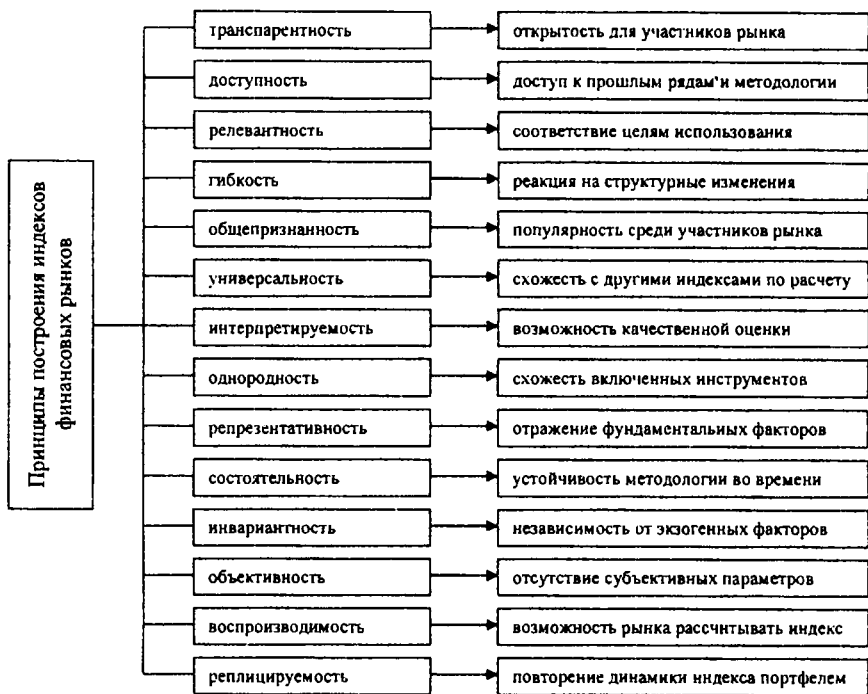 Принципы построения индексов
финансовых рынков
транспарентность
открытость для участников рынка
доступность
доступ к прошлым рядам и методологии
релевантность
соответствие целям использования
гибкость
реакция на структурные изменения
общепризнанность
популярность среди участников рынка
универсальность
схожесть с другими индексами по расчету
интерпретируемость
возможность качественной оценки
однородность
схожесть включенных инструментов
репрезентативность
отражение фундаментальных факторов
состоятельность
устойчивость методологии во времени
инвариантность
независимость от экзогенных факторов
объективность
отсутствие субъективных параметров
воспроизводимость
возможность рынка рассчитывать индекс
реплицируемость
повторение динамики индекса портфелем